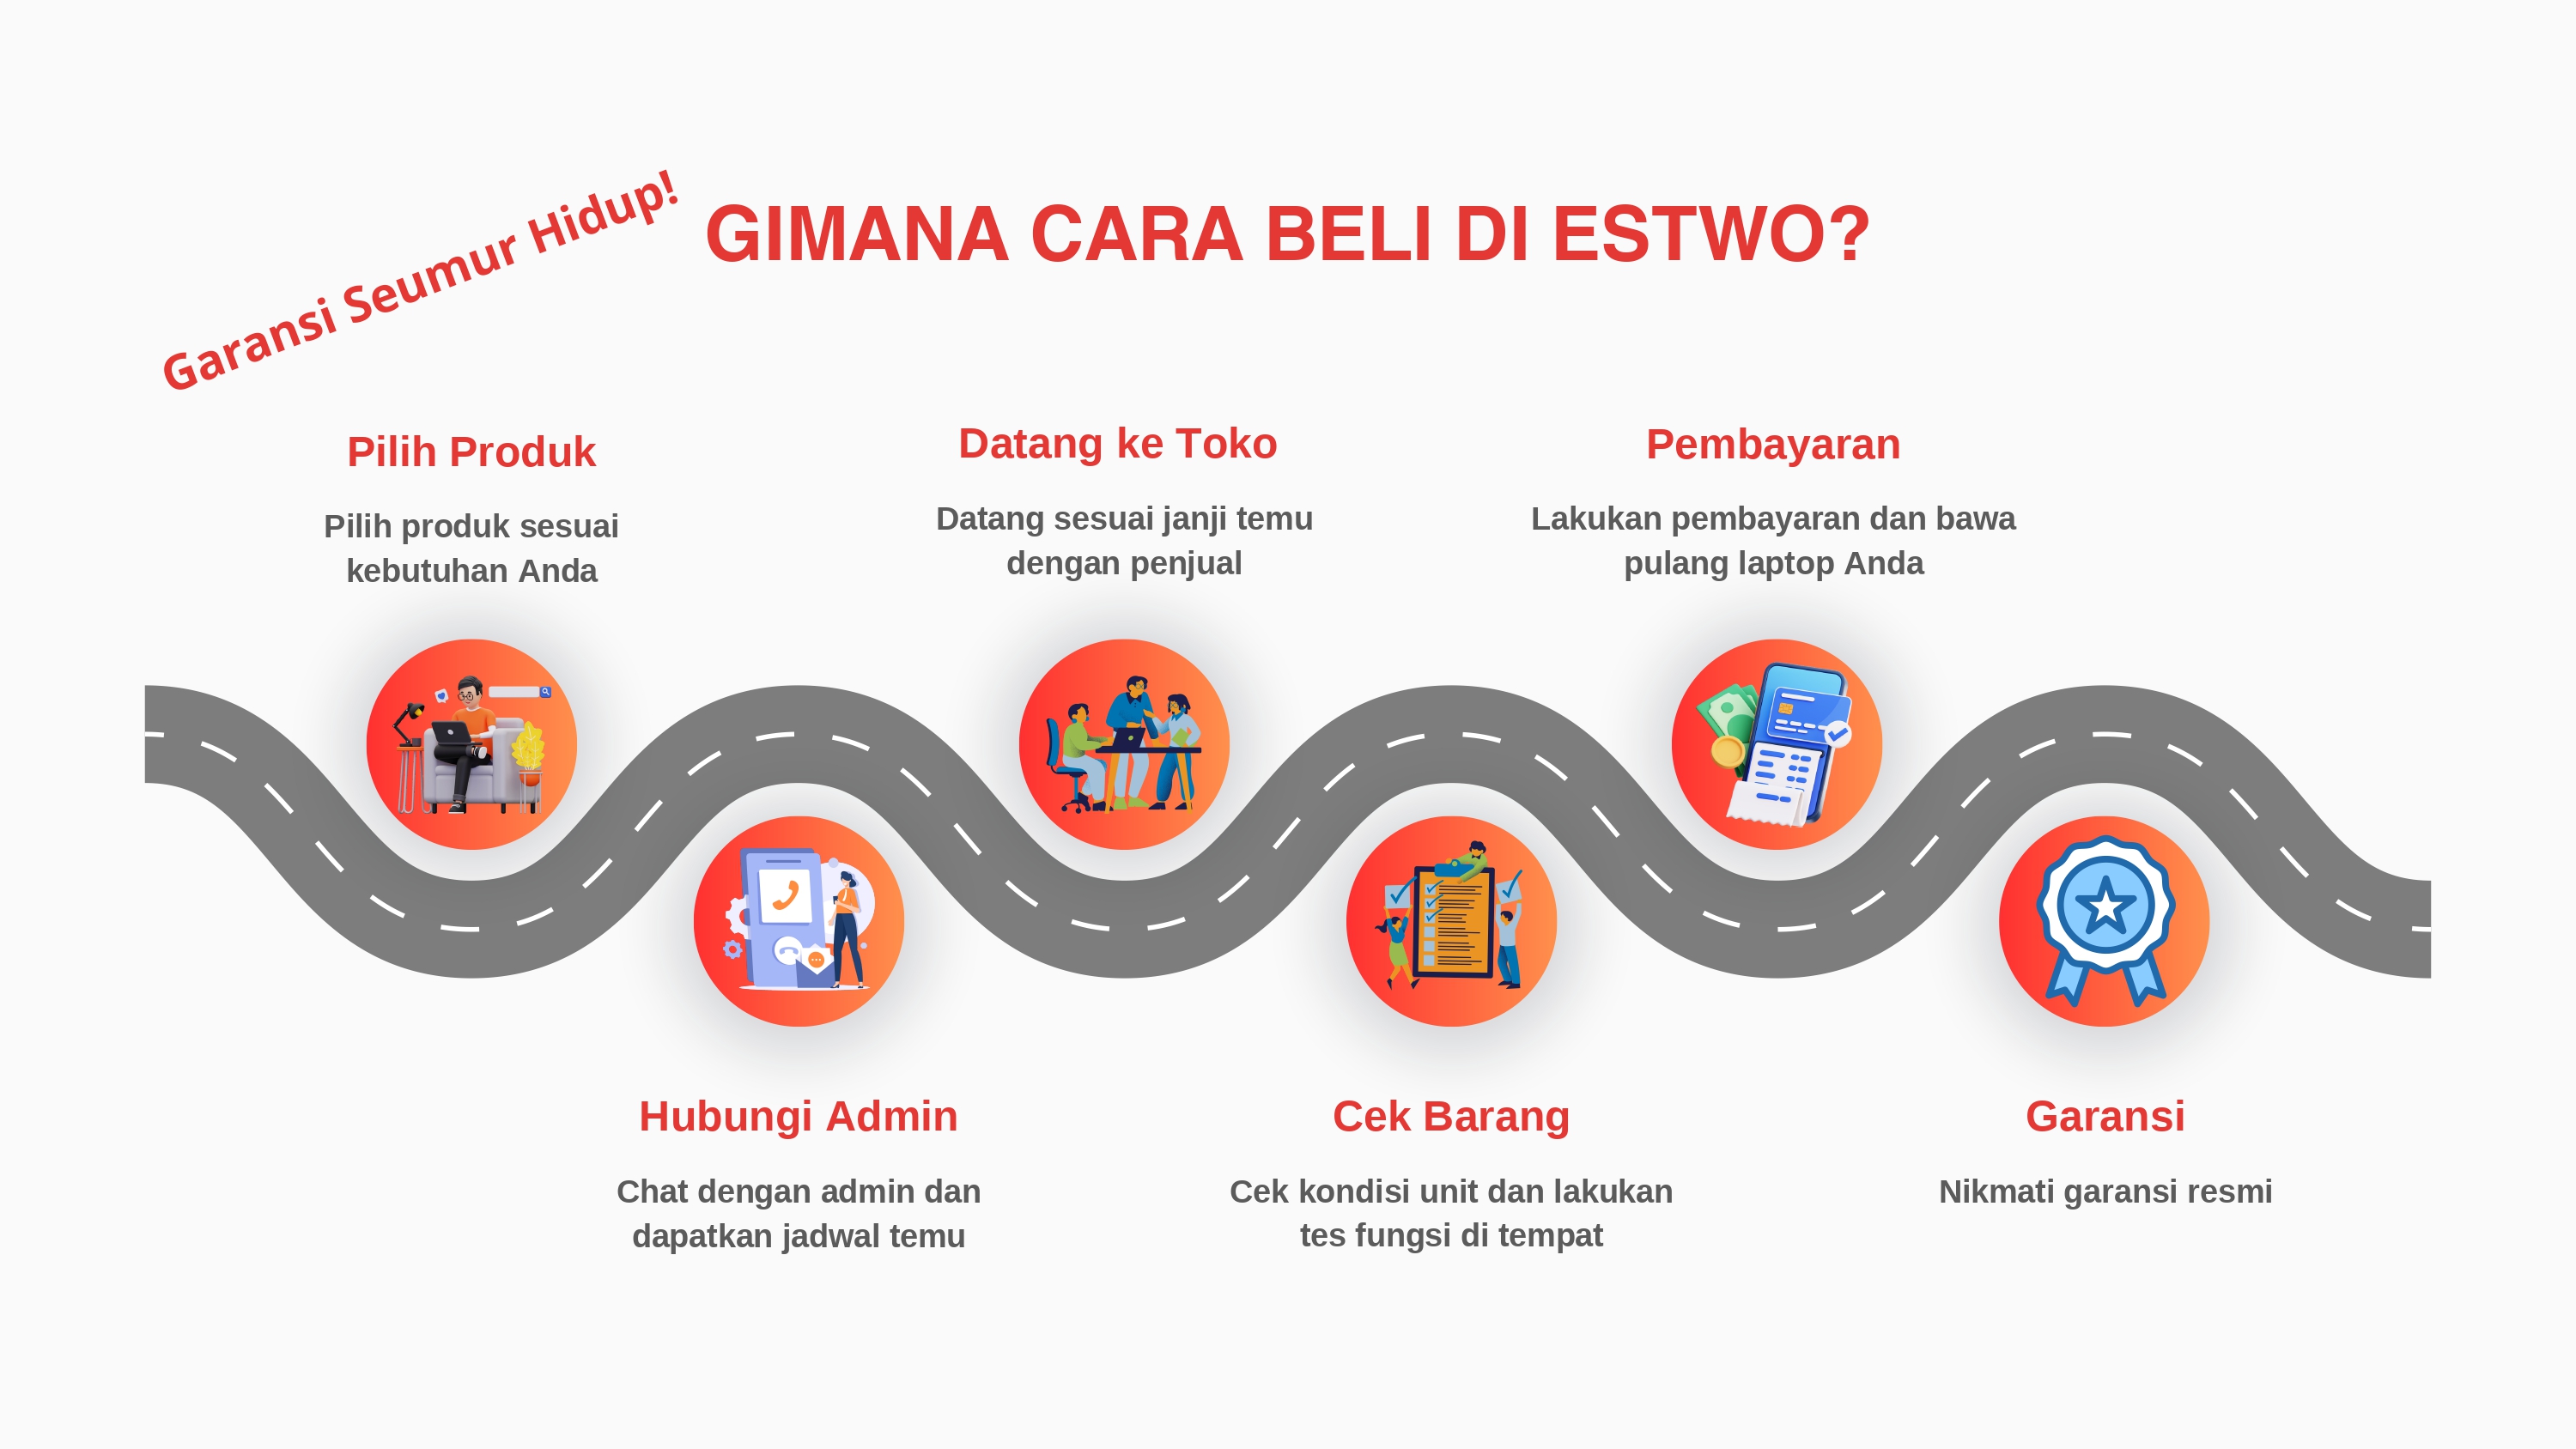 Garansi Seumur Hidup!
GIMANA CARA BELI DI ESTWO?
Pilih Produk
Pilih produk sesuai
kebutuhan Anda
Datang ke Toko
Datang sesuai janji temu
dengan penjual
Pembayaran
Lakukan pembayaran dan bawa
pulang laptop Anda
Hubungi Admin
Chat dengan admin dan
dapatkan jadwal temu
Cek Barang
Cek kondisi unit dan lakukan
tes fungsi di tempat
Garansi
Nikmati garansi resmi